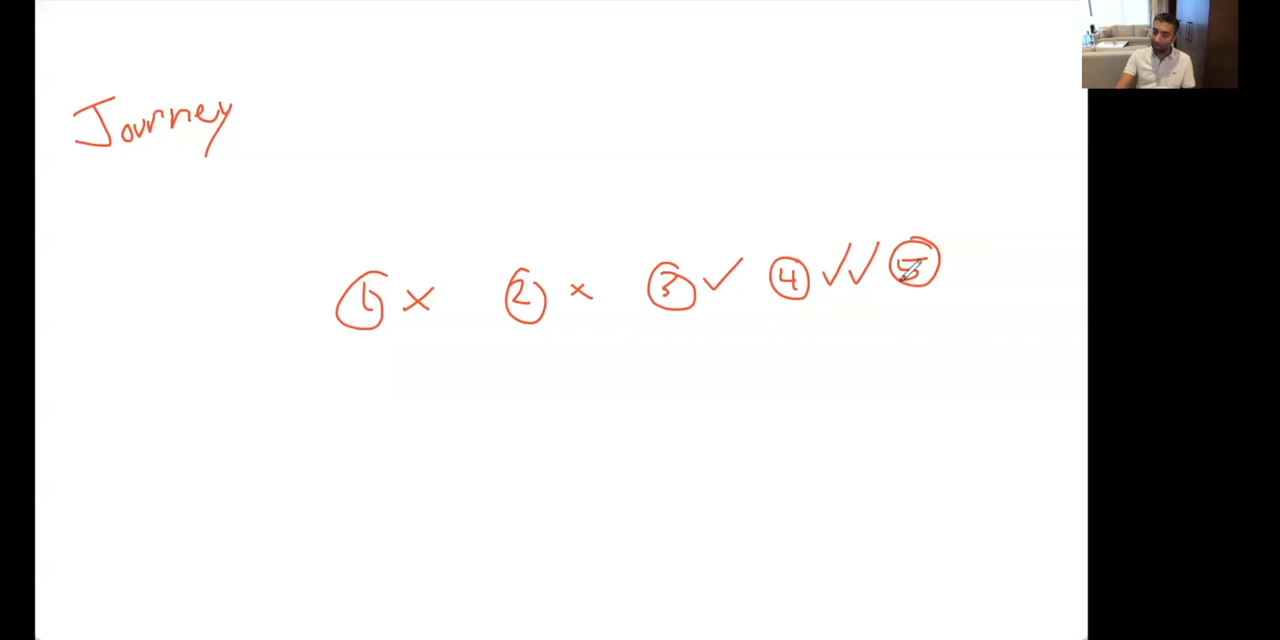 Journey
① × ② × ③ ✓ ④ ✓✓ ⑤